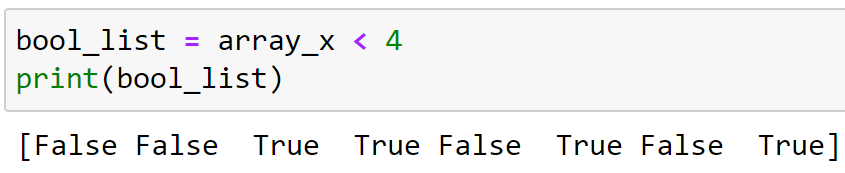 bool_list = array_x < 4
print(bool_list)
[False False  True  True False  True False  True]